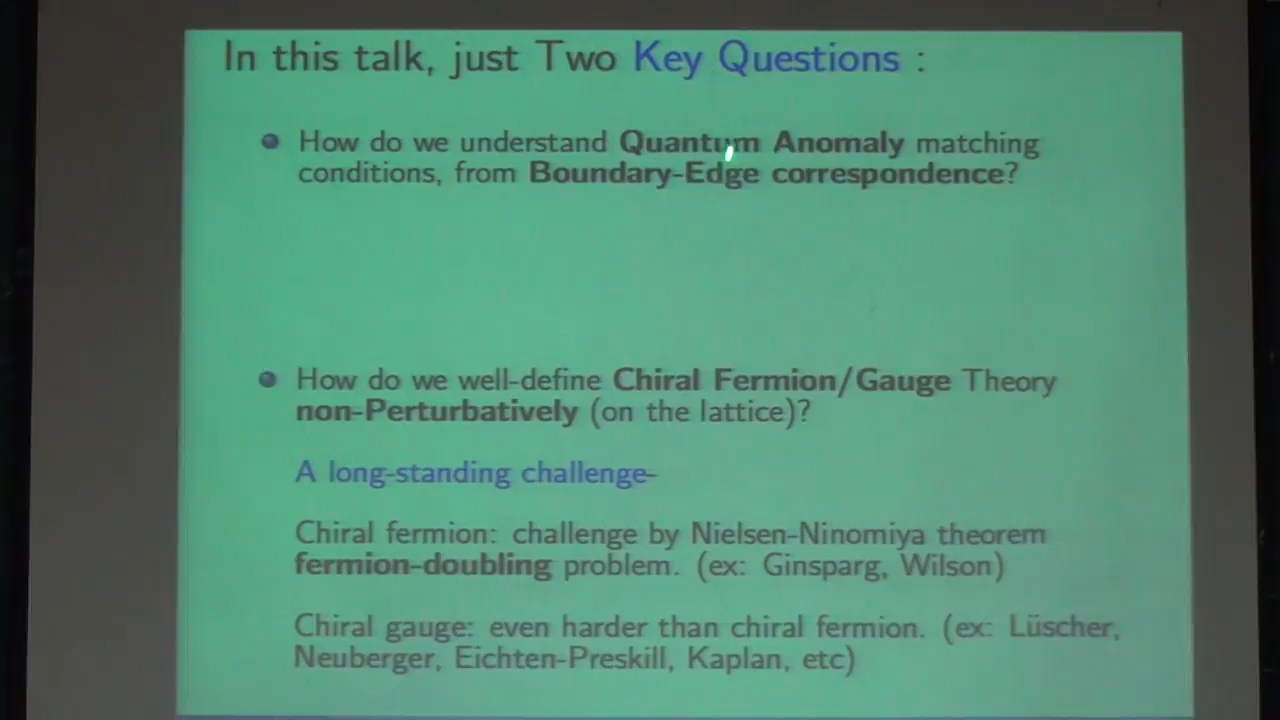 In this talk, just Two Key Questions :
How do we understand Quantum Anomaly matching
conditions, from Boundary-Edge correspondence?
How do we well-define Chiral Fermion/Gauge Theory
non-Perturbatively (on the lattice)?
A long-standing challenge-
Chiral fermion: challenge by Nielsen-Ninomiya theorem
fermion-doubling problem. (ex: Ginsparg, Wilson)
Chiral gauge: even harder than chiral fermion. (ex: Lüscher,
Neuberger, Eichten-Preskill, Kaplan, etc)